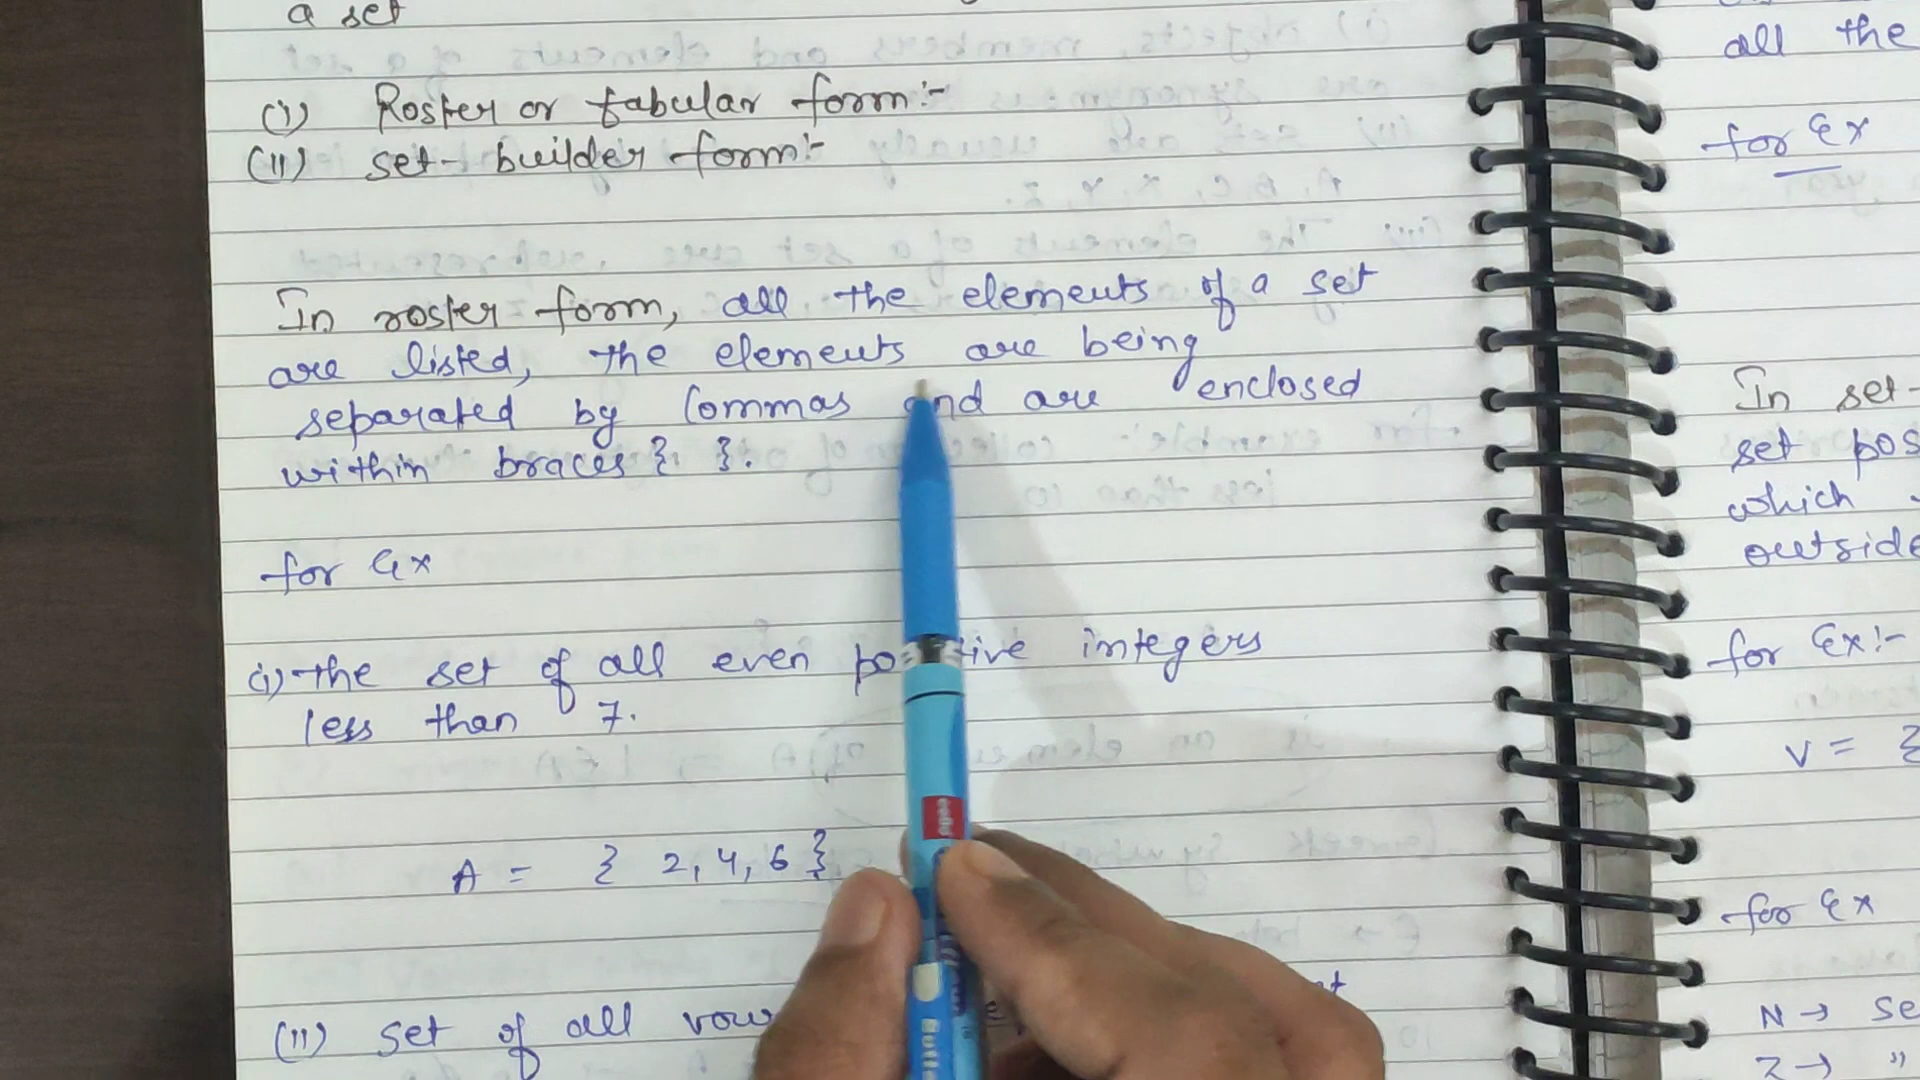 a set
(i) Roster or tabular form:-
(ii) set-builder form:-
In roster form, all the elements of a set
are listed, the elements are being
separated by commas and are enclosed
within braces { }.
for Ex
(i) the set of all even positive integers
less than 7.
A = { 2, 4, 6 }
(ii) set of all
all the
for Ex
In set-
set
which
for Ex:-
V = {
for Ex
N →
Z → "
cello